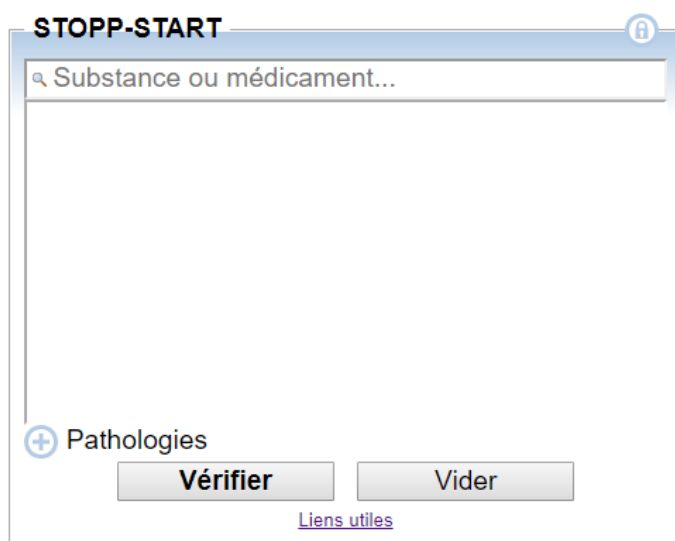 STOPP-START
Substance ou médicament...
Pathologies
Vérifier Vider
Liens utiles